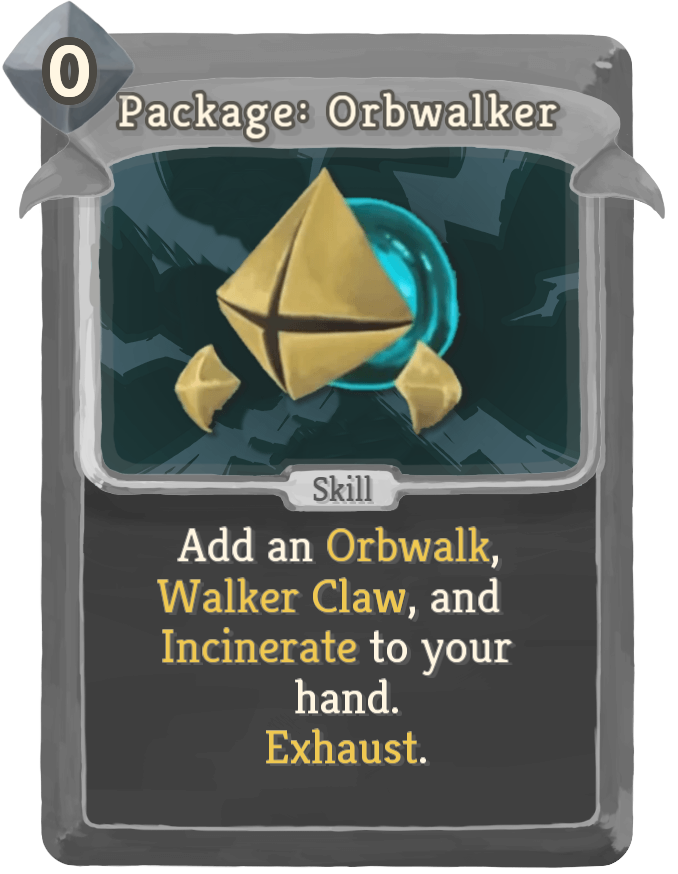 0
Package: Orbwalker
Skill
Add an Orbwalk,
Walker Claw, and
Incinerate to your
hand.
Exhaust.